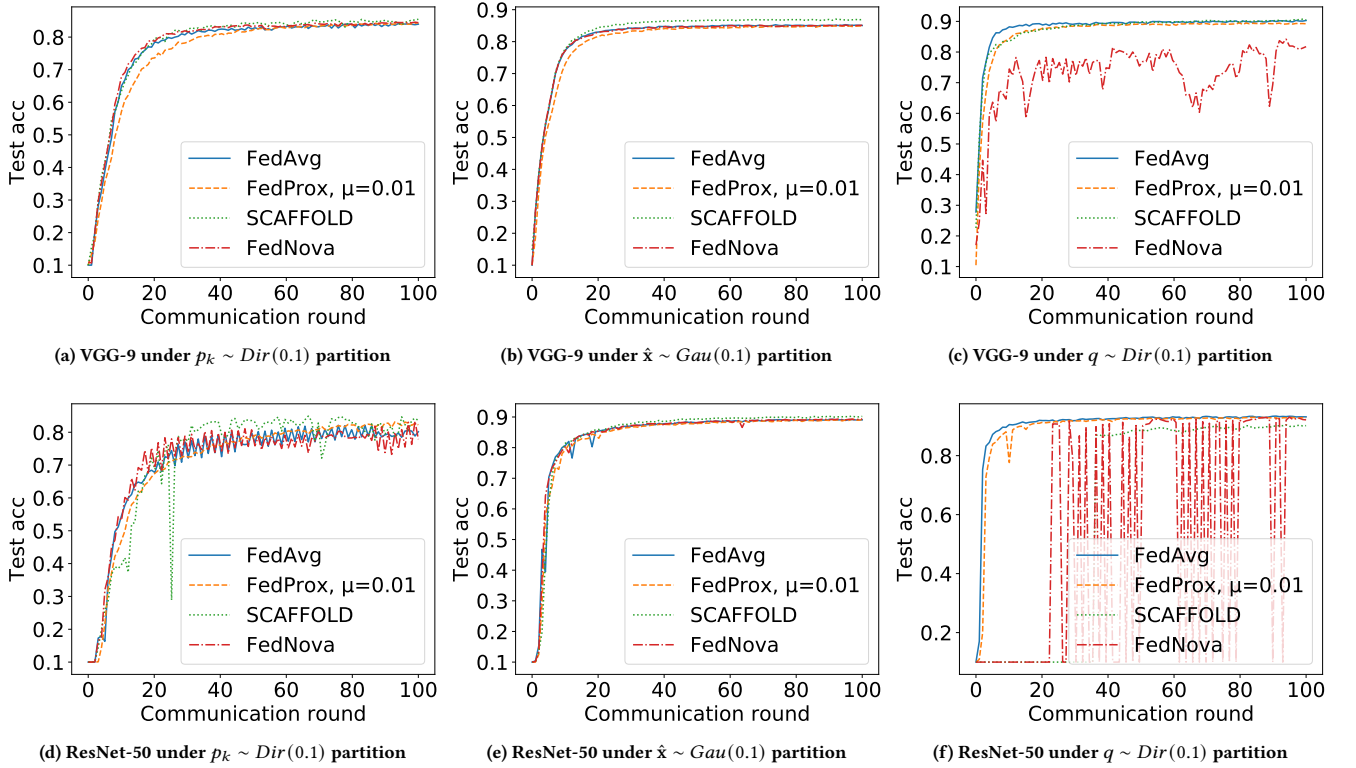 0.8
0.7
0.6
0.5
0.4
0.3
0.2
0.1
Test acc
FedAvg
FedProx, μ=0.01
SCAFFOLD
FedNova
0 20 40 60 80 100
Communication round
(a) VGG-9 under p_k ~ Dir(0.1) partition
0.9
0.8
0.7
0.6
0.5
0.4
0.3
0.2
0.1
Test acc
FedAvg
FedProx, μ=0.01
SCAFFOLD
FedNova
0 20 40 60 80 100
Communication round
(b) VGG-9 under x̂ ~ Gau(0.1) partition
0.9
0.8
0.7
0.6
0.5
0.4
0.3
0.2
0.1
Test acc
FedAvg
FedProx, μ=0.01
SCAFFOLD
FedNova
0 20 40 60 80 100
Communication round
(c) VGG-9 under q ~ Dir(0.1) partition
0.8
0.7
0.6
0.5
0.4
0.3
0.2
0.1
Test acc
FedAvg
FedProx, μ=0.01
SCAFFOLD
FedNova
0 20 40 60 80 100
Communication round
(d) ResNet-50 under p_k ~ Dir(0.1) partition
0.9
0.8
0.7
0.6
0.5
0.4
0.3
0.2
0.1
Test acc
FedAvg
FedProx, μ=0.01
SCAFFOLD
FedNova
0 20 40 60 80 100
Communication round
(e) ResNet-50 under x̂ ~ Gau(0.1) partition
0.8
0.6
0.4
0.2
Test acc
FedAvg
FedProx, μ=0.01
SCAFFOLD
FedNova
0 20 40 60 80 100
Communication round
(f) ResNet-50 under q ~ Dir(0.1) partition